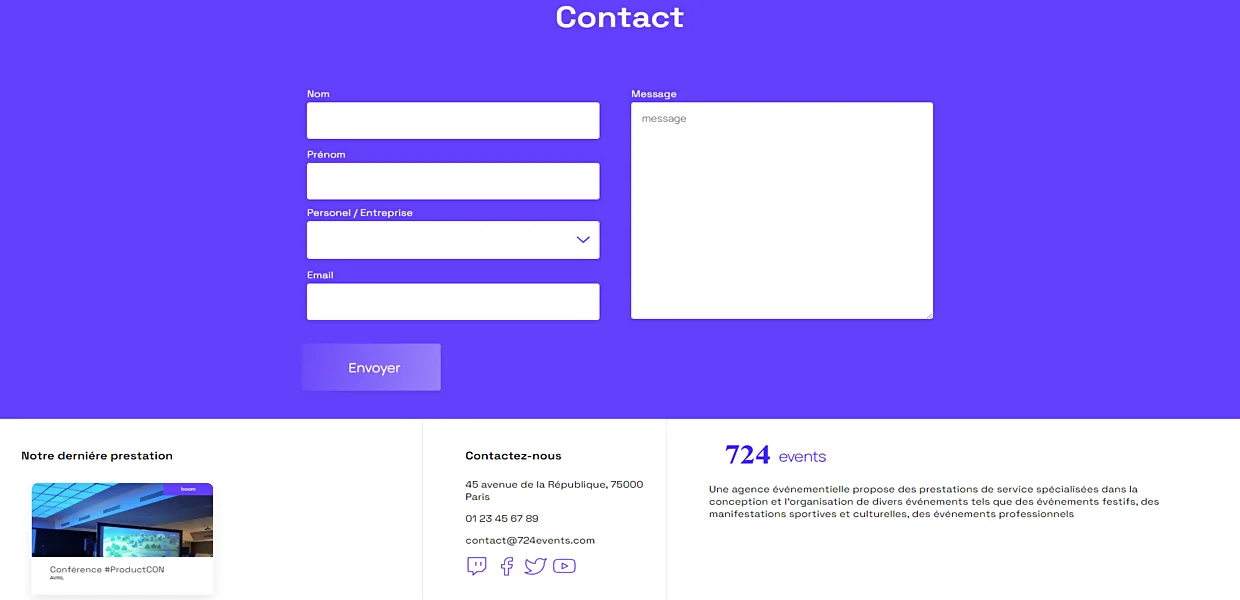 Contact
Nom
Prénom
Personel / Entreprise
Email
Message
message
Envoyer
Notre derniére prestation
boom
Conférence #ProductCON
AVRIL
Contactez-nous
45 avenue de la République, 75000
Paris
01 23 45 67 89
contact@724events.com
724 events
Une agence événementielle propose des prestations de service spécialisées dans la
conception et l'organisation de divers événements tels que des événements festifs, des
manifestations sportives et culturelles, des événements professionnels